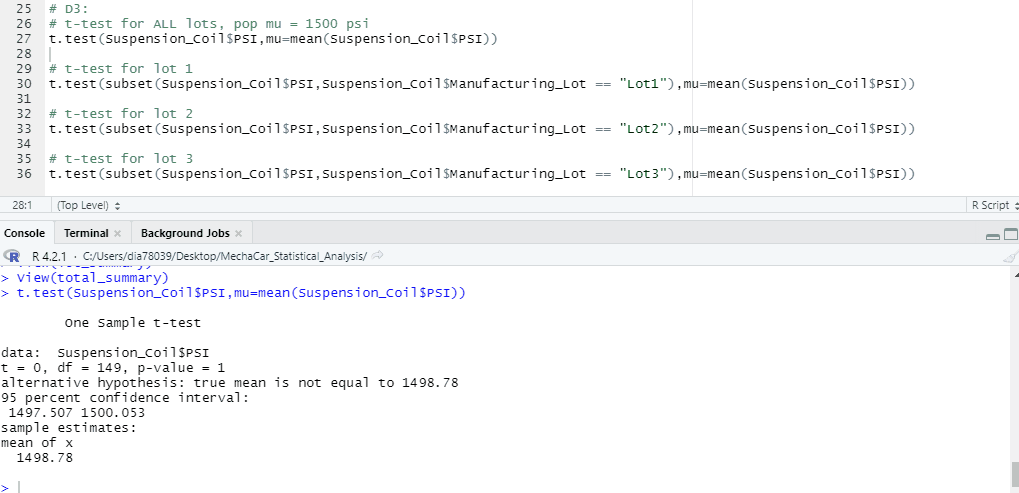 25 # D3:
26 # t-test for ALL lots, pop mu = 1500 psi
27 t.test(Suspension_Coil$PSI,mu=mean(Suspension_Coil$PSI))
28
29 # t-test for lot 1
30 t.test(subset(Suspension_Coil$PSI,Suspension_Coil$Manufacturing_Lot == "Lot1"),mu=mean(Suspension_Coil$PSI))
31
32 # t-test for lot 2
33 t.test(subset(Suspension_Coil$PSI,Suspension_Coil$Manufacturing_Lot == "Lot2"),mu=mean(Suspension_Coil$PSI))
34
35 # t-test for lot 3
36 t.test(subset(Suspension_Coil$PSI,Suspension_Coil$Manufacturing_Lot == "Lot3"),mu=mean(Suspension_Coil$PSI))
28:1 (Top Level) R Script
Console Terminal Background Jobs
R R 4.2.1 · C:/Users/dia78039/Desktop/MechaCar_Statistical_Analysis/
> View(total_summary)
> t.test(Suspension_Coil$PSI,mu=mean(Suspension_Coil$PSI))
One Sample t-test
data: Suspension_Coil$PSI
t = 0, df = 149, p-value = 1
alternative hypothesis: true mean is not equal to 1498.78
95 percent confidence interval:
1497.507 1500.053
sample estimates:
mean of x
1498.78
>